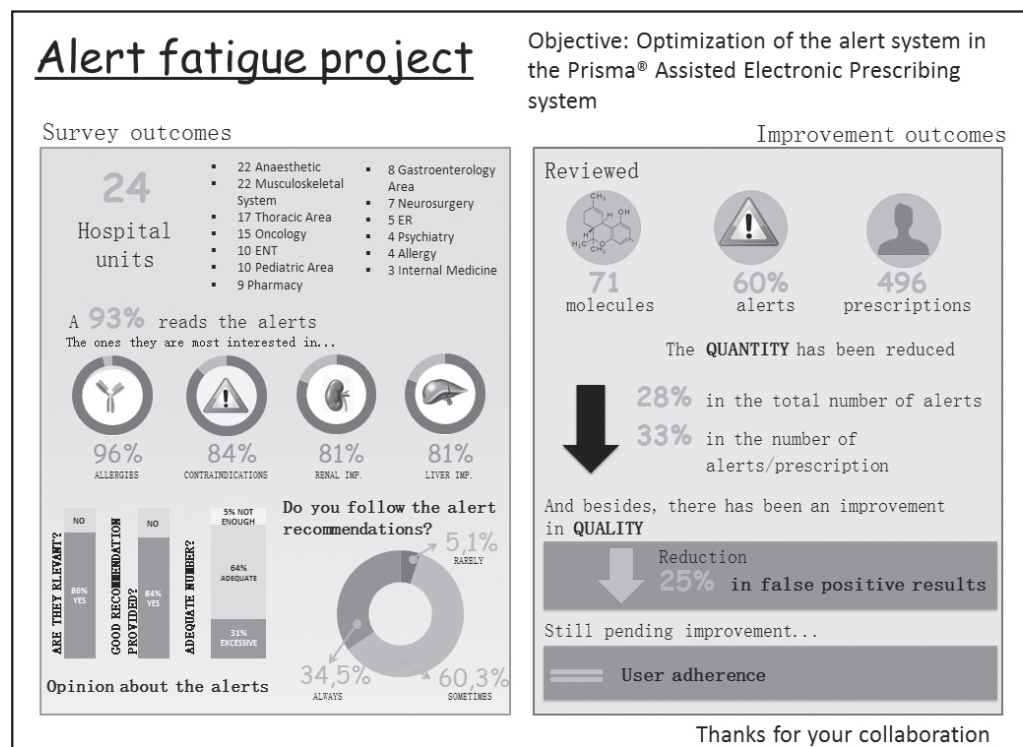 Alert fatigue project
Objective: Optimization of the alert system in
the Prisma® Assisted Electronic Prescribing
system
Survey outcomes
24
Hospital
units
▪ 22 Anaesthetic
▪ 22 Musculoskeletal
System
▪ 17 Thoracic Area
▪ 15 Oncology
▪ 10 ENT
▪ 10 Pediatric Area
▪ 9 Pharmacy
▪ 8 Gastroenterology
Area
▪ 7 Neurosurgery
▪ 5 ER
▪ 4 Psychiatry
▪ 4 Allergy
▪ 3 Internal Medicine
A 93% reads the alerts
The ones they are most interested in...
96%
ALLERGIES
84%
CONTRAINDICATIONS
81%
RENAL IMP.
81%
LIVER IMP.
ARE THEY RLEVANT?
NO
86%
YES
GOOD RECOMMENDATION
PROVIDED?
NO
84%
YES
ADEQUATE NUMBER?
5% NOT
ENOUGH
64%
ADEQUATE
31%
EXCESSIVE
Opinion about the alerts
Do you follow the alert
recommendations?
5,1%
RARELY
34,5%
ALWAYS
60,3%
SOMETIMES
Improvement outcomes
Reviewed
CH₃
OH
H
H
H₃C
O
CH₃
71
molecules
60%
alerts
496
prescriptions
The QUANTITY has been reduced
28% in the total number of alerts
33% in the number of
alerts/prescription
And besides, there has been an improvement
in QUALITY
Reduction
25% in false positive results
Still pending improvement...
User adherence
Thanks for your collaboration